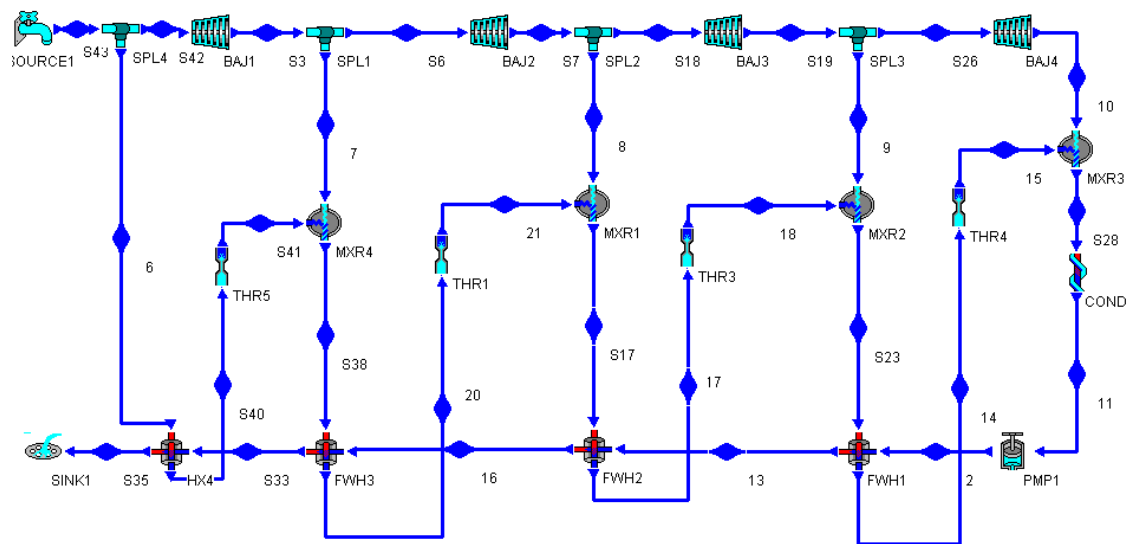 S43 SPL4 S42 BAJ1 S3 SPL1 S6 BAJ2 S7 SPL2 S18 BAJ3 S19 SPL3 S26 BAJ4
OURCE1
10
7
8
9
15
MXR3
6
S41
MXR4
21
MXR1
18
MXR2
THR4
S28
THR5
THR1
THR3
COND
S38
S17
S23
S40
20
17
14
11
SINK1 S35 HX4 S33 FWH3 16 FWH2 13 FWH1 2 PMP1